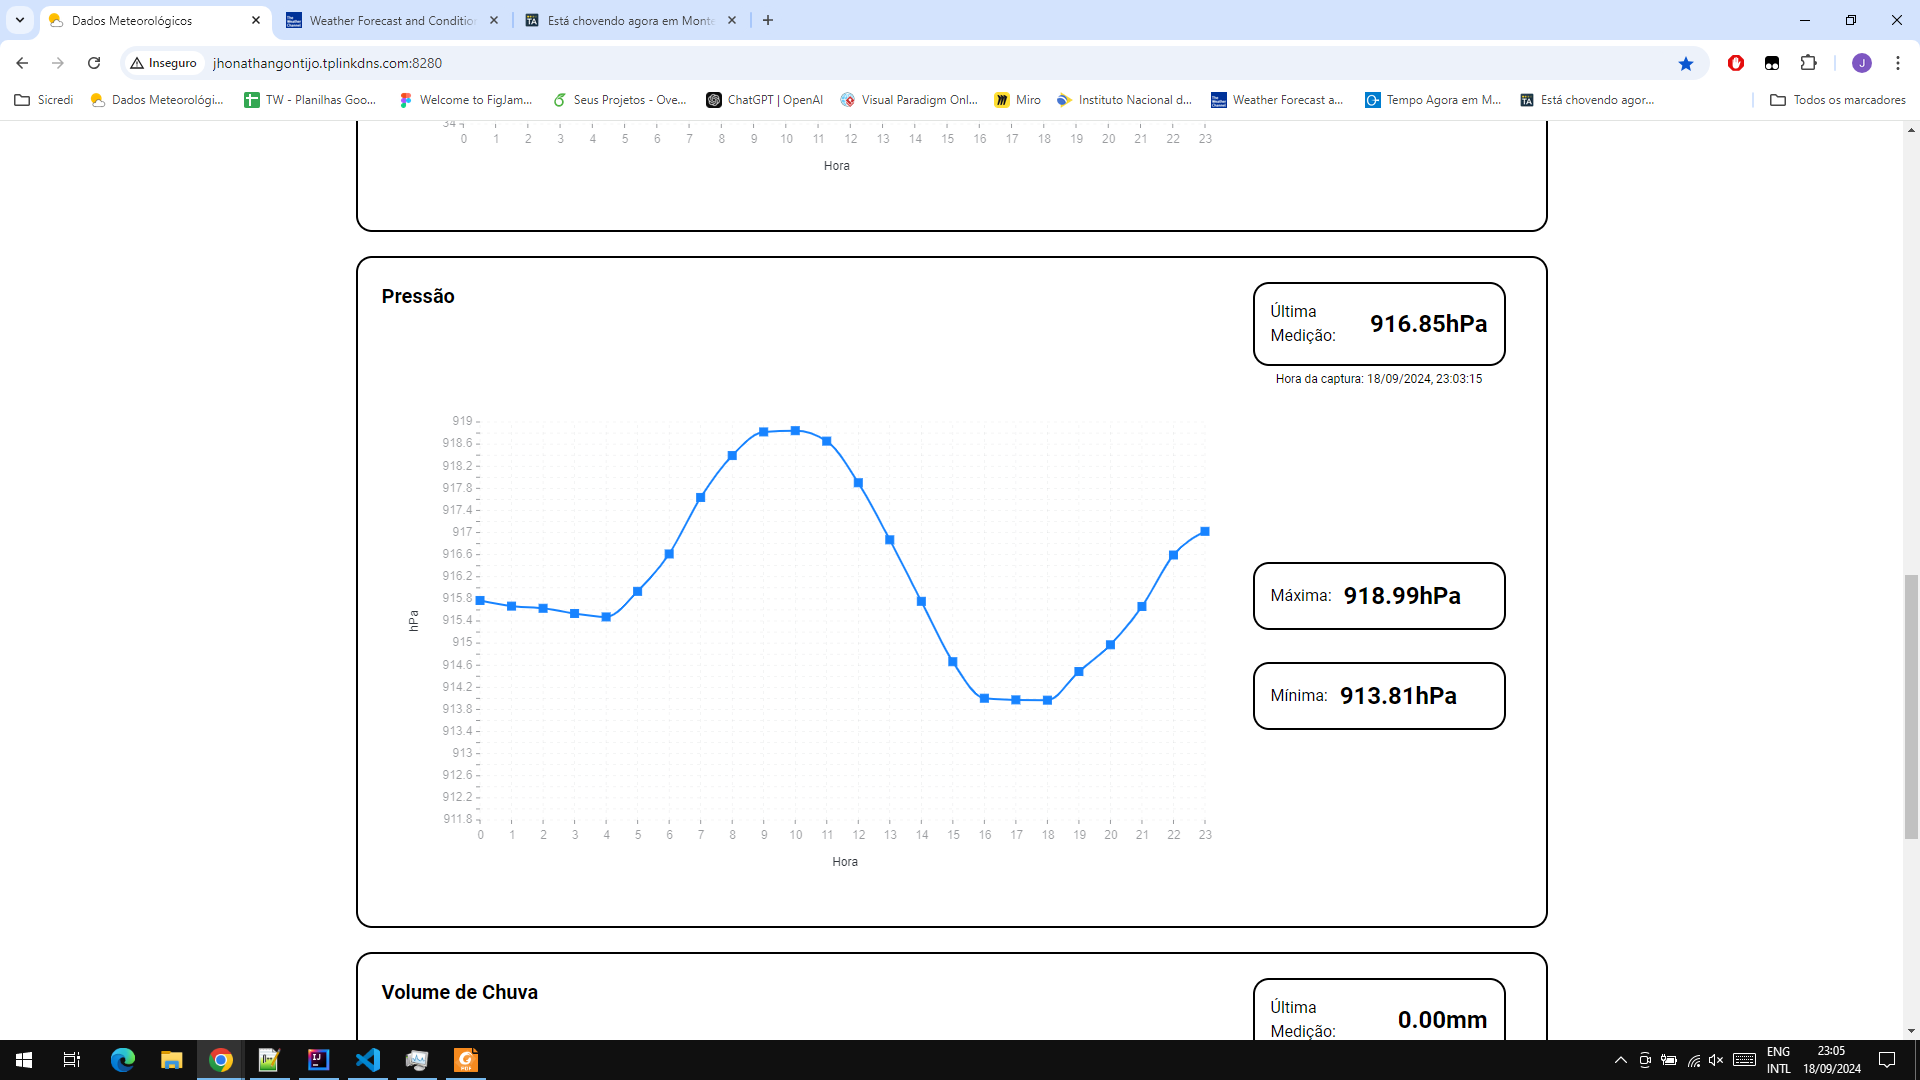 Dados Meteorológicos
Weather Forecast and Conditio
Está chovendo agora em Monte
Inseguro
jhonathangontijo.tplinkdns.com:8280
J
Sicredi
Dados Meteorológi...
TW - Planilhas Goo...
Welcome to FigJam...
Seus Projetos - Ove...
ChatGPT | OpenAI
Visual Paradigm Onl...
Miro
Instituto Nacional d...
Weather Forecast a...
Tempo Agora em M...
Está chovendo agor...
Todos os marcadores
34
0 1 2 3 4 5 6 7 8 9 10 11 12 13 14 15 16 17 18 19 20 21 22 23
Hora
Pressão
Última
Medição:
916.85hPa
Hora da captura: 18/09/2024, 23:03:15
919
918.6
918.2
917.8
917.4
917
916.6
916.2
915.8
915.4
915
914.6
914.2
913.8
913.4
913
912.6
912.2
911.8
hPa
0 1 2 3 4 5 6 7 8 9 10 11 12 13 14 15 16 17 18 19 20 21 22 23
Hora
Máxima: 918.99hPa
Mínima: 913.81hPa
Volume de Chuva
Última
Medição:
0.00mm
ENG
INTL
23:05
18/09/2024